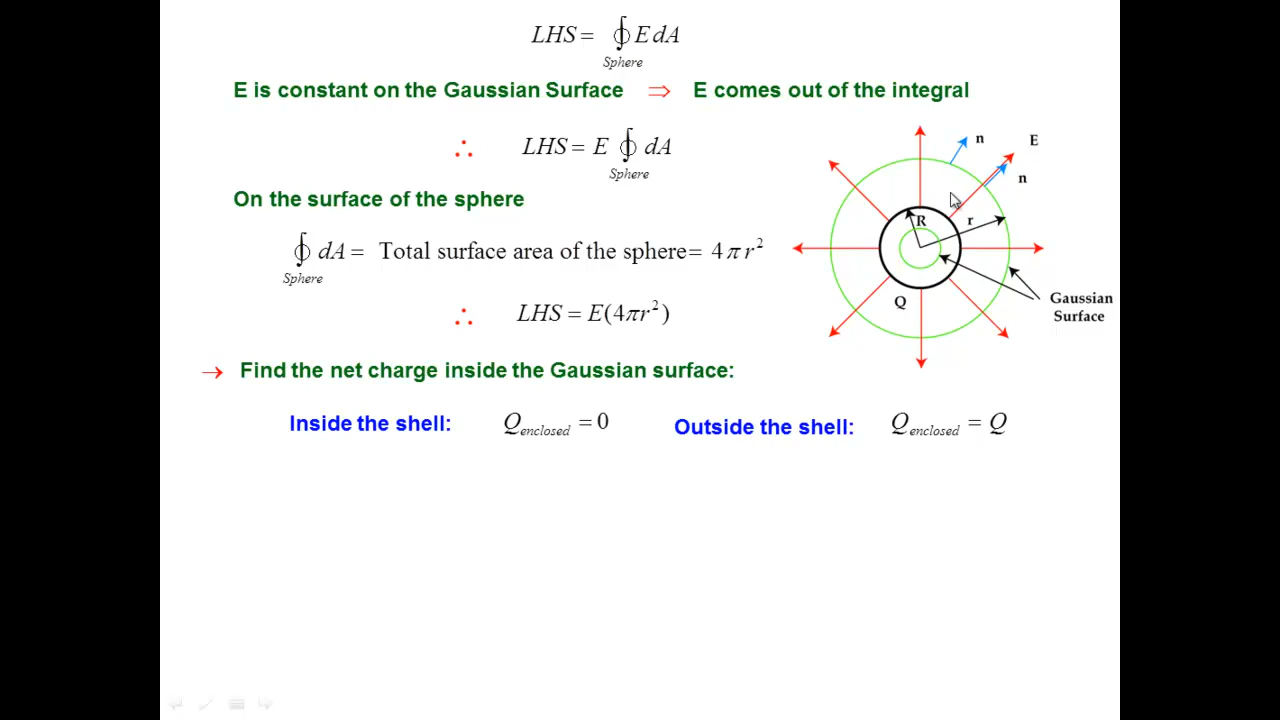 LHS = ∮ E dA
Sphere
E is constant on the Gaussian Surface ⇒ E comes out of the integral
∴ LHS = E ∮ dA
Sphere
On the surface of the sphere
∮ dA = Total surface area of the sphere= 4πr²
Sphere
∴ LHS = E(4πr²)
→ Find the net charge inside the Gaussian surface:
Inside the shell: Q_enclosed = 0 Outside the shell: Q_enclosed = Q
n
E
n
R
r
Q
Gaussian
Surface